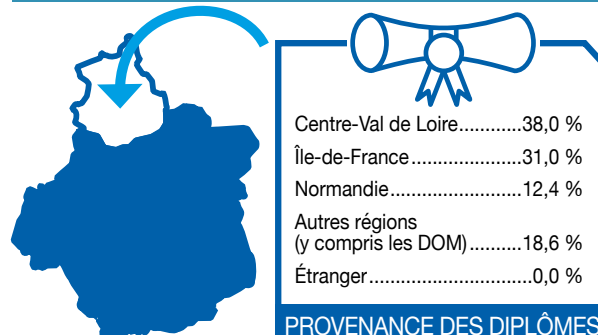 Centre-Val de Loire............38,0 %
Île-de-France................31,0 %
Normandie.........................12,4 %
Autres régions
(y compris les DOM)..........18,6 %
Étranger..............................0,0 %
PROVENANCE DES DIPLÔMES